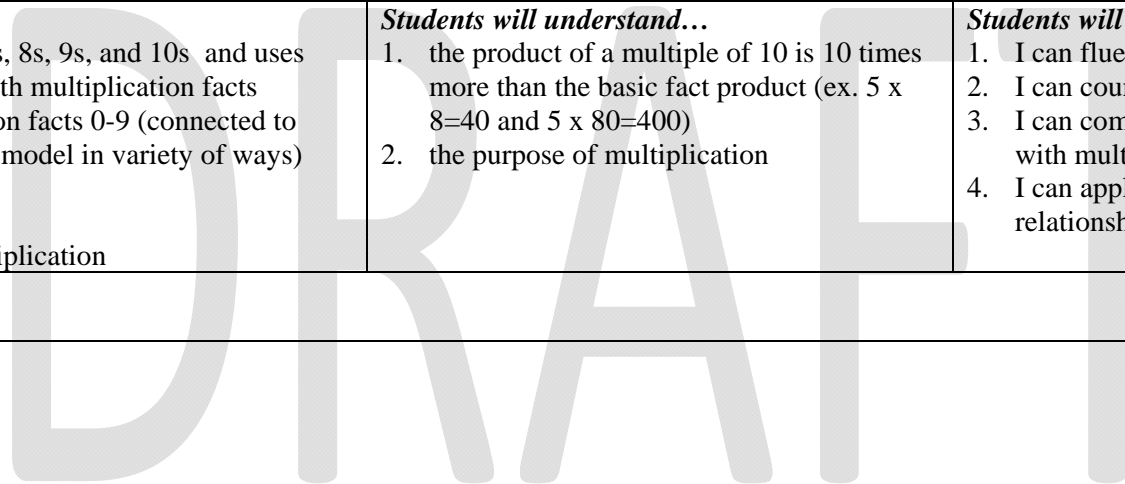 s, 8s, 9s, and 10s and uses
th multiplication facts
on facts 0-9 (connected to
model in variety of ways)
iplication
Students will understand…
1. the product of a multiple of 10 is 10 times
more than the basic fact product (ex. 5 x
8=40 and 5 x 80=400)
2. the purpose of multiplication
Students will
1. I can flue
2. I can cour
3. I can com
with mult
4. I can appl
relationsh
DRAFT